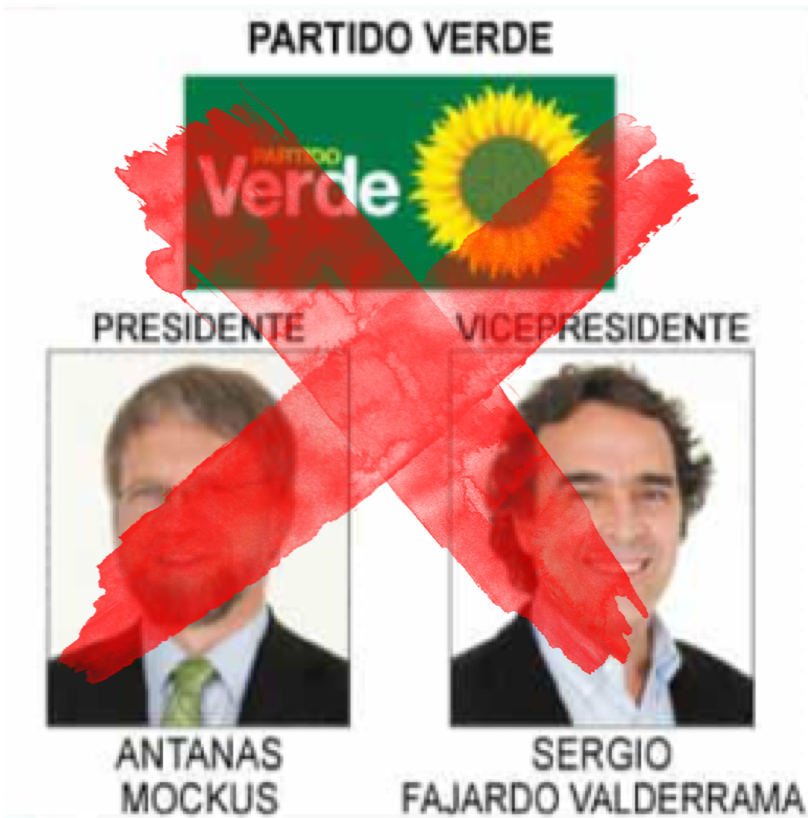 PARTIDO VERDE
PARTIDO
Verde
PRESIDENTE
VICEPRESIDENTE
ANTANAS
MOCKUS
SERGIO
FAJARDO VALDERRAMA